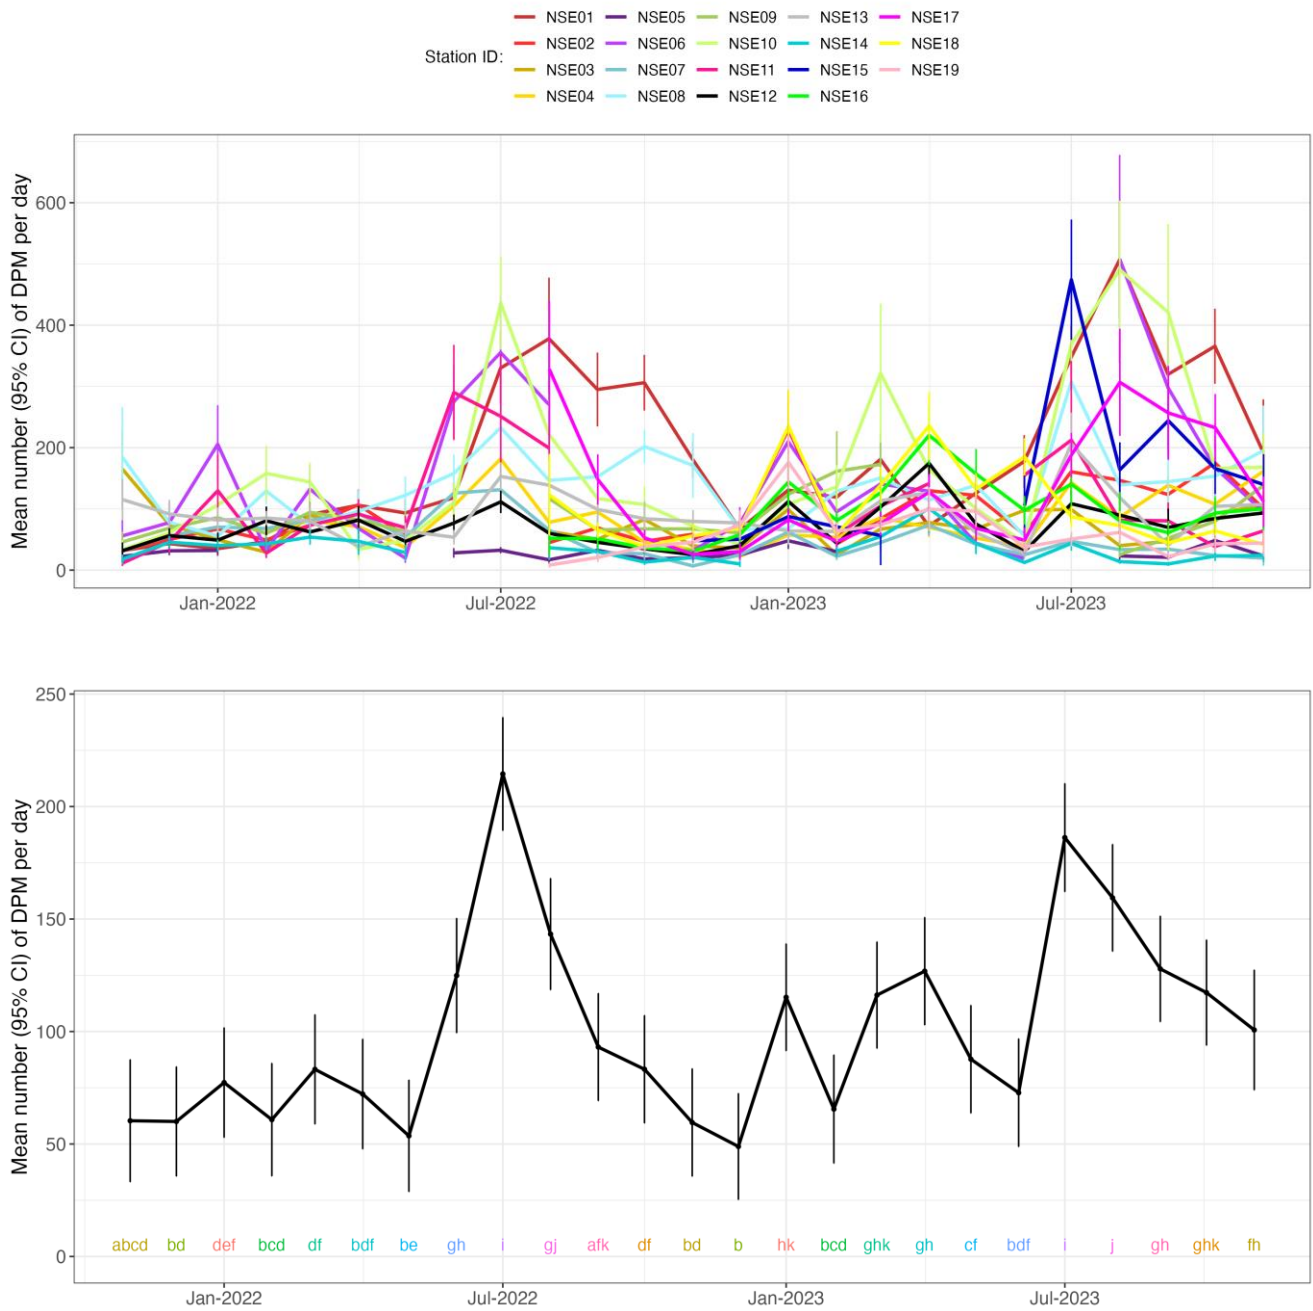 NSE01 NSE05 NSE09 NSE13 NSE17
NSE02 NSE06 NSE10 NSE14 NSE18
Station ID:
NSE03 NSE07 NSE11 NSE15 NSE19
NSE04 NSE08 NSE12 NSE16
Mean number (95% CI) of DPM per day
600
400
200
0
Jan-2022 Jul-2022 Jan-2023 Jul-2023
Mean number (95% CI) of DPM per day
250
200
150
100
50
0
abcd bd def bcd df bdf be gh i gj afk df bd b hk bcd ghk gh cf bdf i j gh ghk fh
Jan-2022 Jul-2022 Jan-2023 Jul-2023